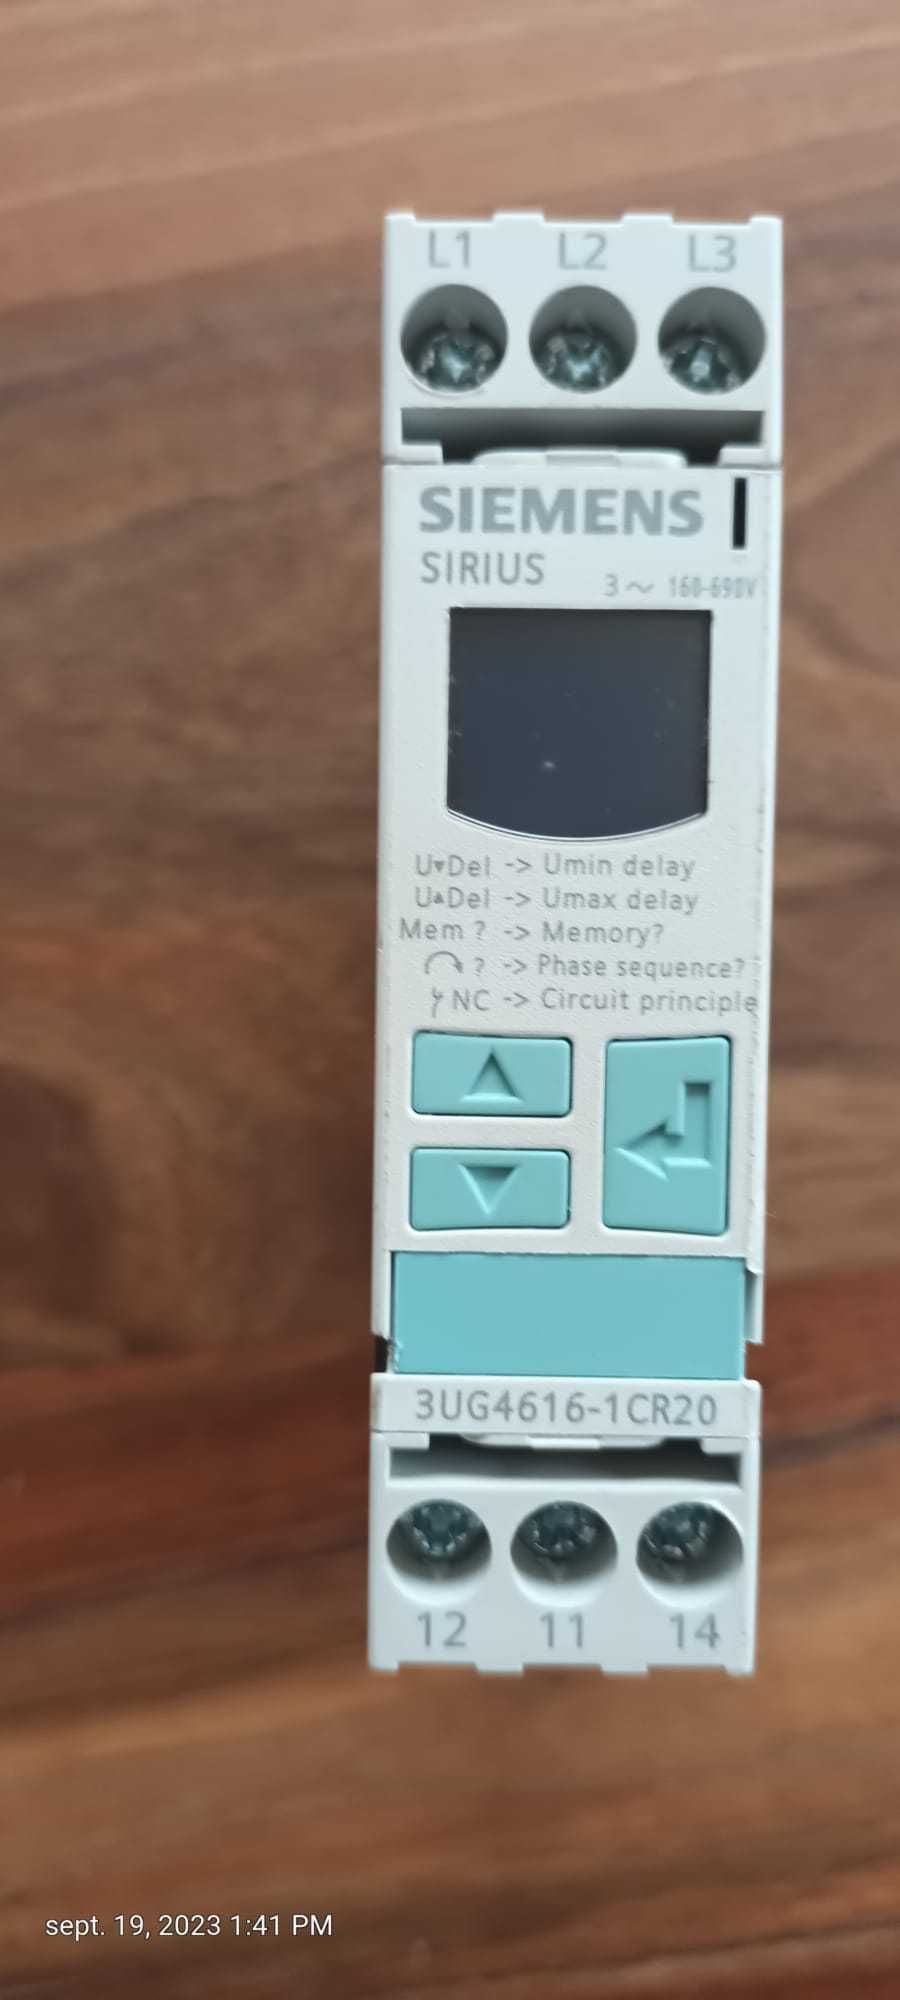 L1 L2 L3
SIEMENS
SIRIUS
3~ 160-690V
U▾Del -> Umin delay
U▴Del -> Umax delay
Mem ? -> Memory?
? -> Phase sequence?
NC -> Circuit principle
3UG4616-1CR20
12 11 14
sept. 19, 2023 1:41 PM